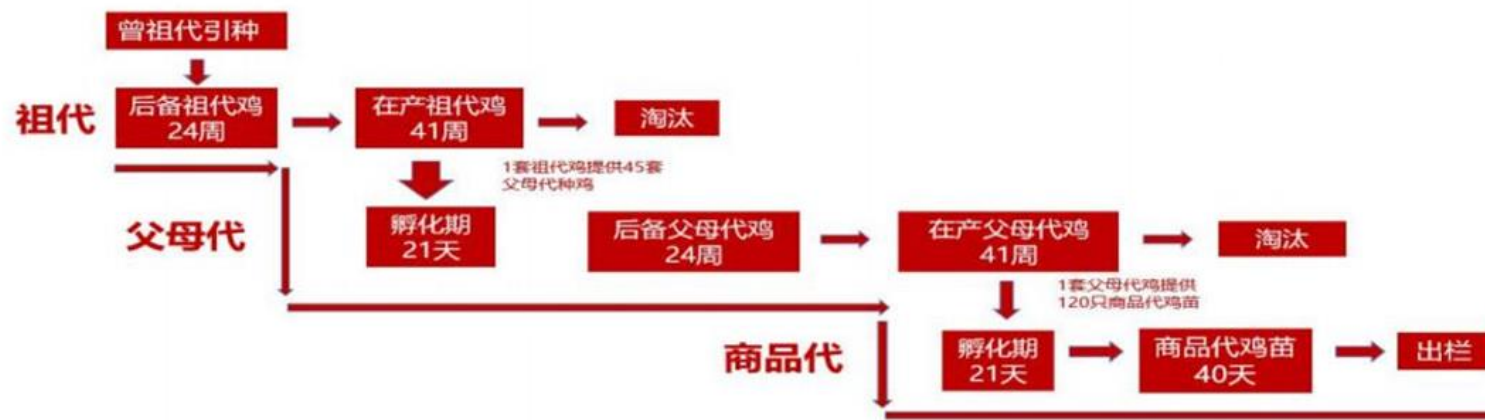 曾祖代引种
祖代
后备祖代鸡
24周
在产祖代鸡
41周
淘汰
1套祖代鸡提供45套
父母代种鸡
父母代
孵化期
21天
后备父母代鸡
24周
在产父母代鸡
41周
淘汰
1套父母代鸡提供
120只商品代鸡苗
商品代
孵化期
21天
商品代鸡苗
40天
出栏